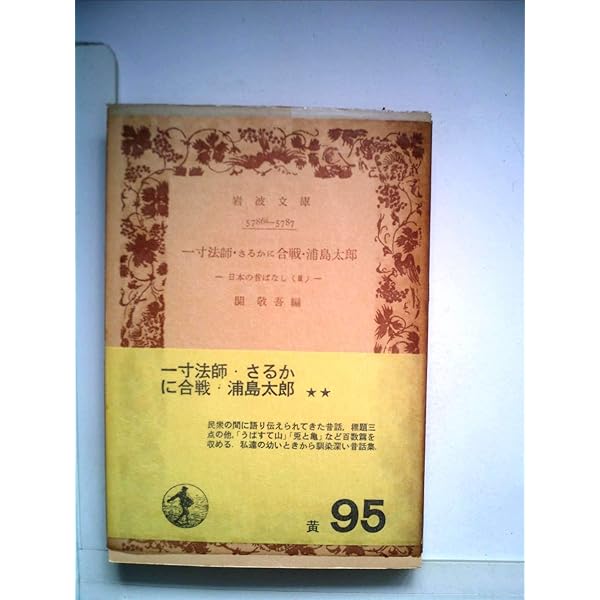 岩波文庫
5786a—5787
一寸法師・さるかに合戦・浦島太郎
— 日本の昔ばなし(Ⅲ) —
関 敬吾 編
一寸法師・さるか
に合戦・浦島太郎 ★★
民衆の間に語り伝えられてきた昔話。標題三
点の他,「うばすて山」「兎と亀」など百数篇を
収める. 私達の幼いときから馴染深い昔話集.
黄 95